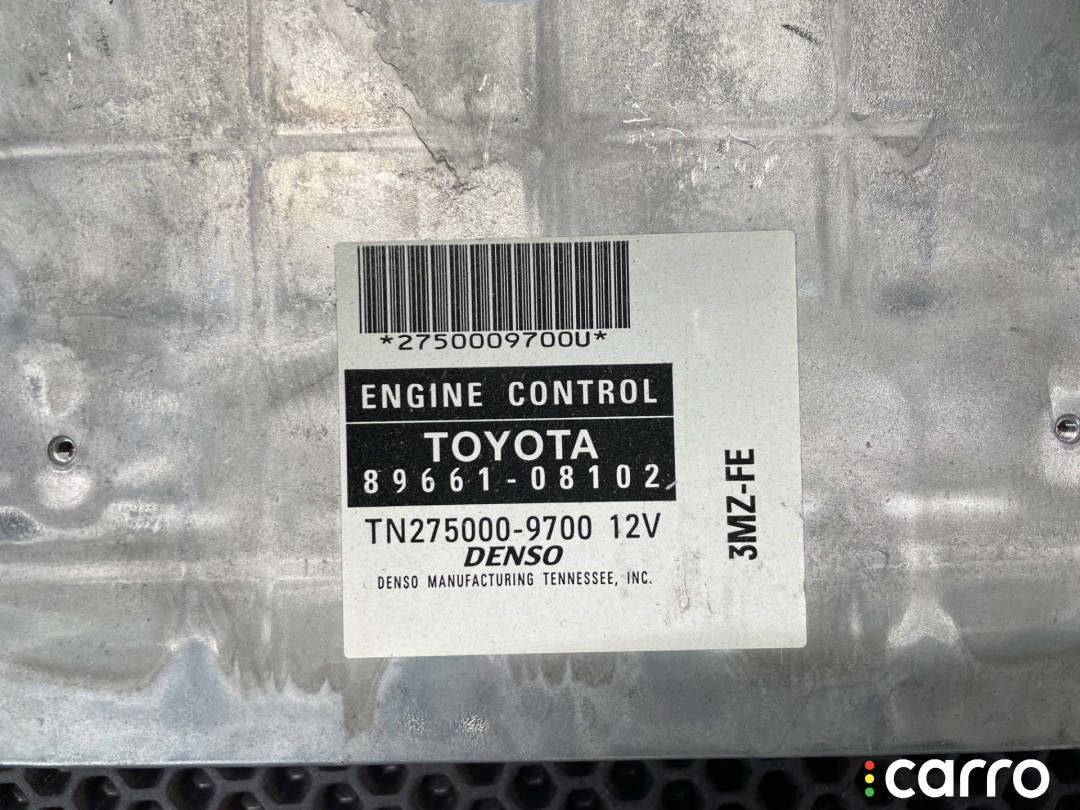 *2750009700U*
ENGINE CONTROL
TOYOTA
89661-08102
TN275000-9700 12V
DENSO
DENSO MANUFACTURING TENNESSEE, INC.
3MZ-FE
carro